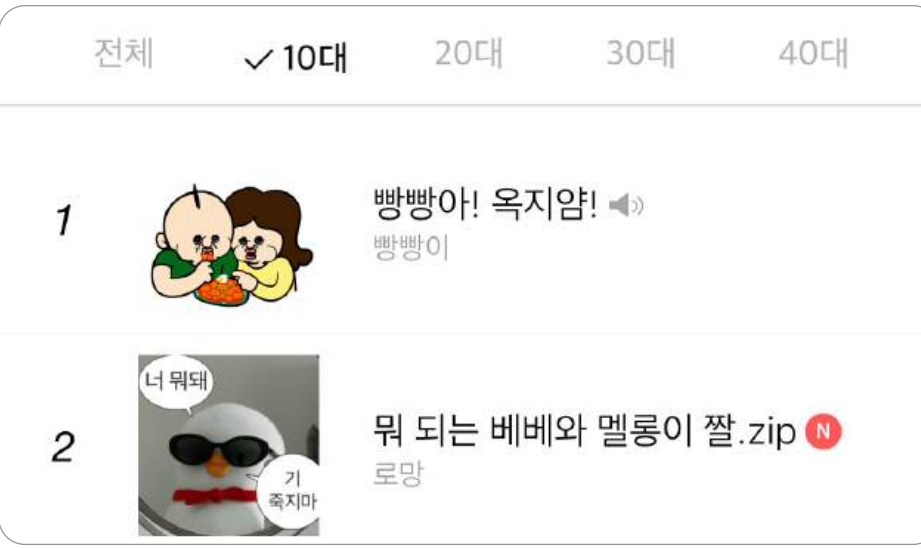 전체 ✓ 10대 20대 30대 40대
1
빵빵아! 옥지얌!
빵빵이
2
너 뭐돼
기
죽지마
뭐 되는 베베와 멜롱이 짤.zip N
로망